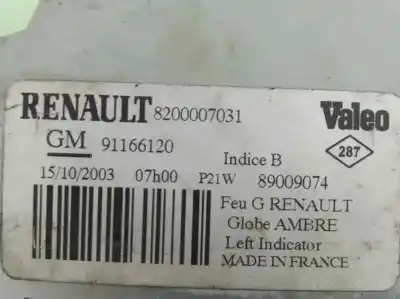 RENAULT 8200007031 Valeo
GM 91166120 Indice B 287
15/10/2003 07h00 P21W 89009074
Feu G RENAULT
Globe AMBRE
Left Indicator
MADE IN FRANCE